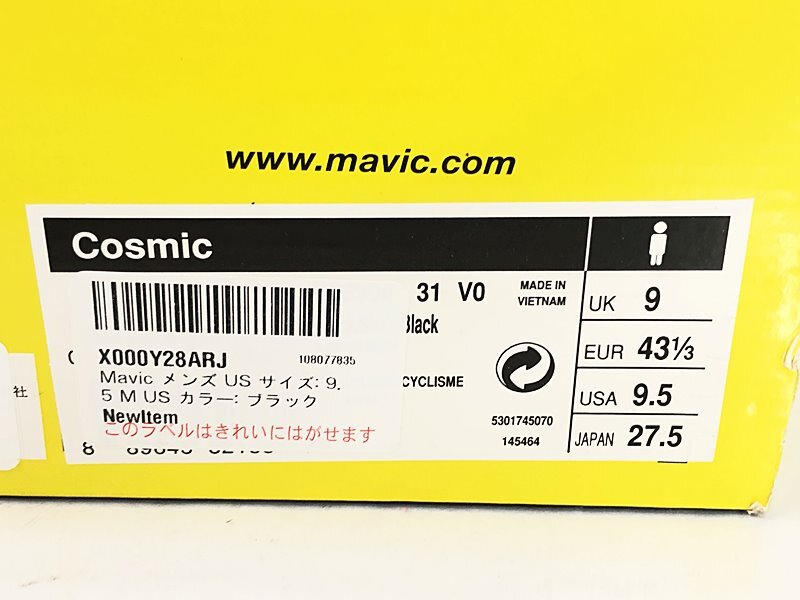 www.mavic.com
Cosmic
31 V0
MADE IN
VIETNAM
Black
X000Y28ARJ
108077835
Mavic メンズ US サイズ: 9.
5 M US カラー: ブラック
NewItem
このラベルはきれいにはがせます
CYCLISME
5301745070
145464
UK 9
EUR 43⅓
USA 9.5
JAPAN 27.5
社